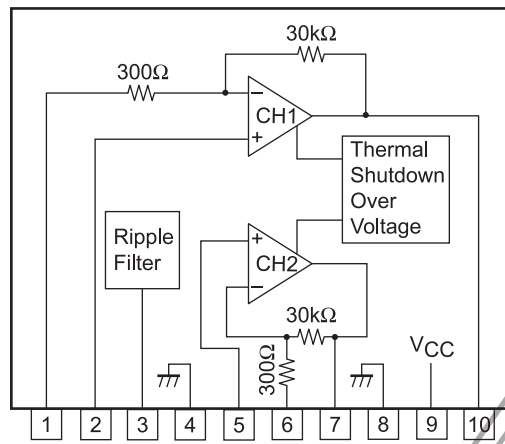 30kΩ
300Ω
−
CH1
+
Thermal
Shutdown
Over
Voltage
Ripple
Filter
+
CH2
−
30kΩ
300Ω
VCC
1 2 3 4 5 6 7 8 9 10